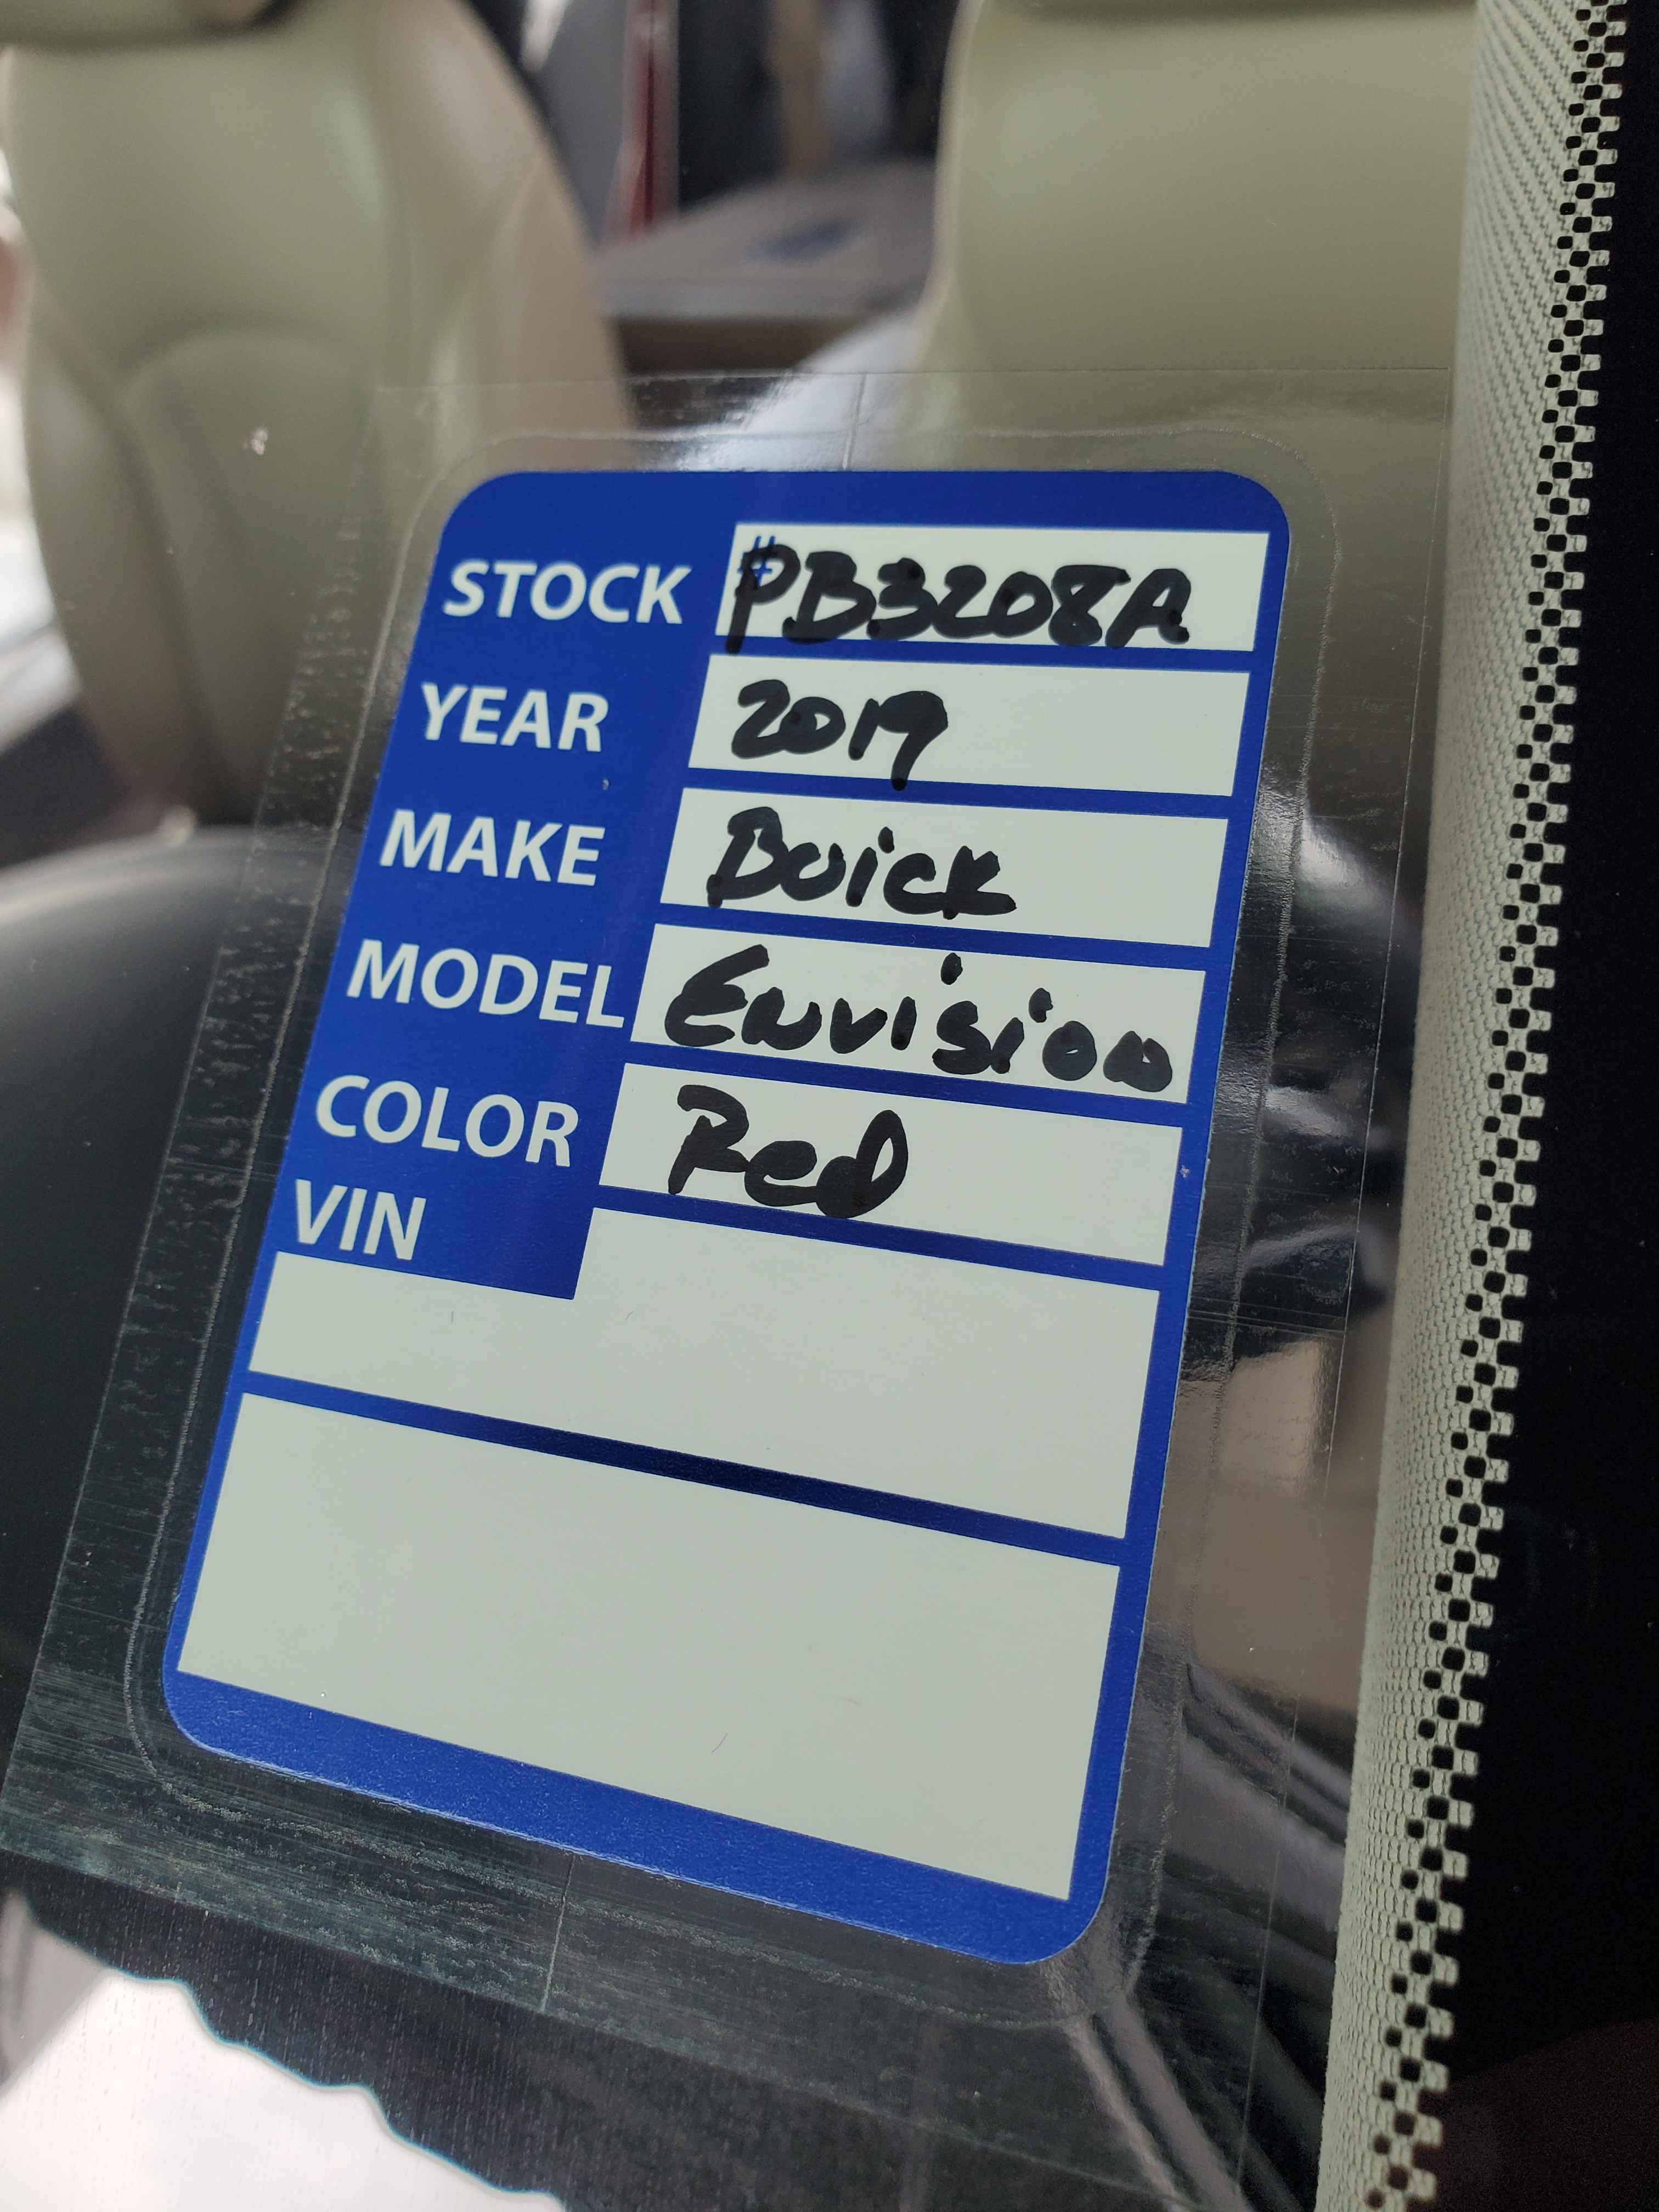 STOCK #PB3208A
YEAR 2019
MAKE Buick
MODEL Envision
COLOR Red
VIN